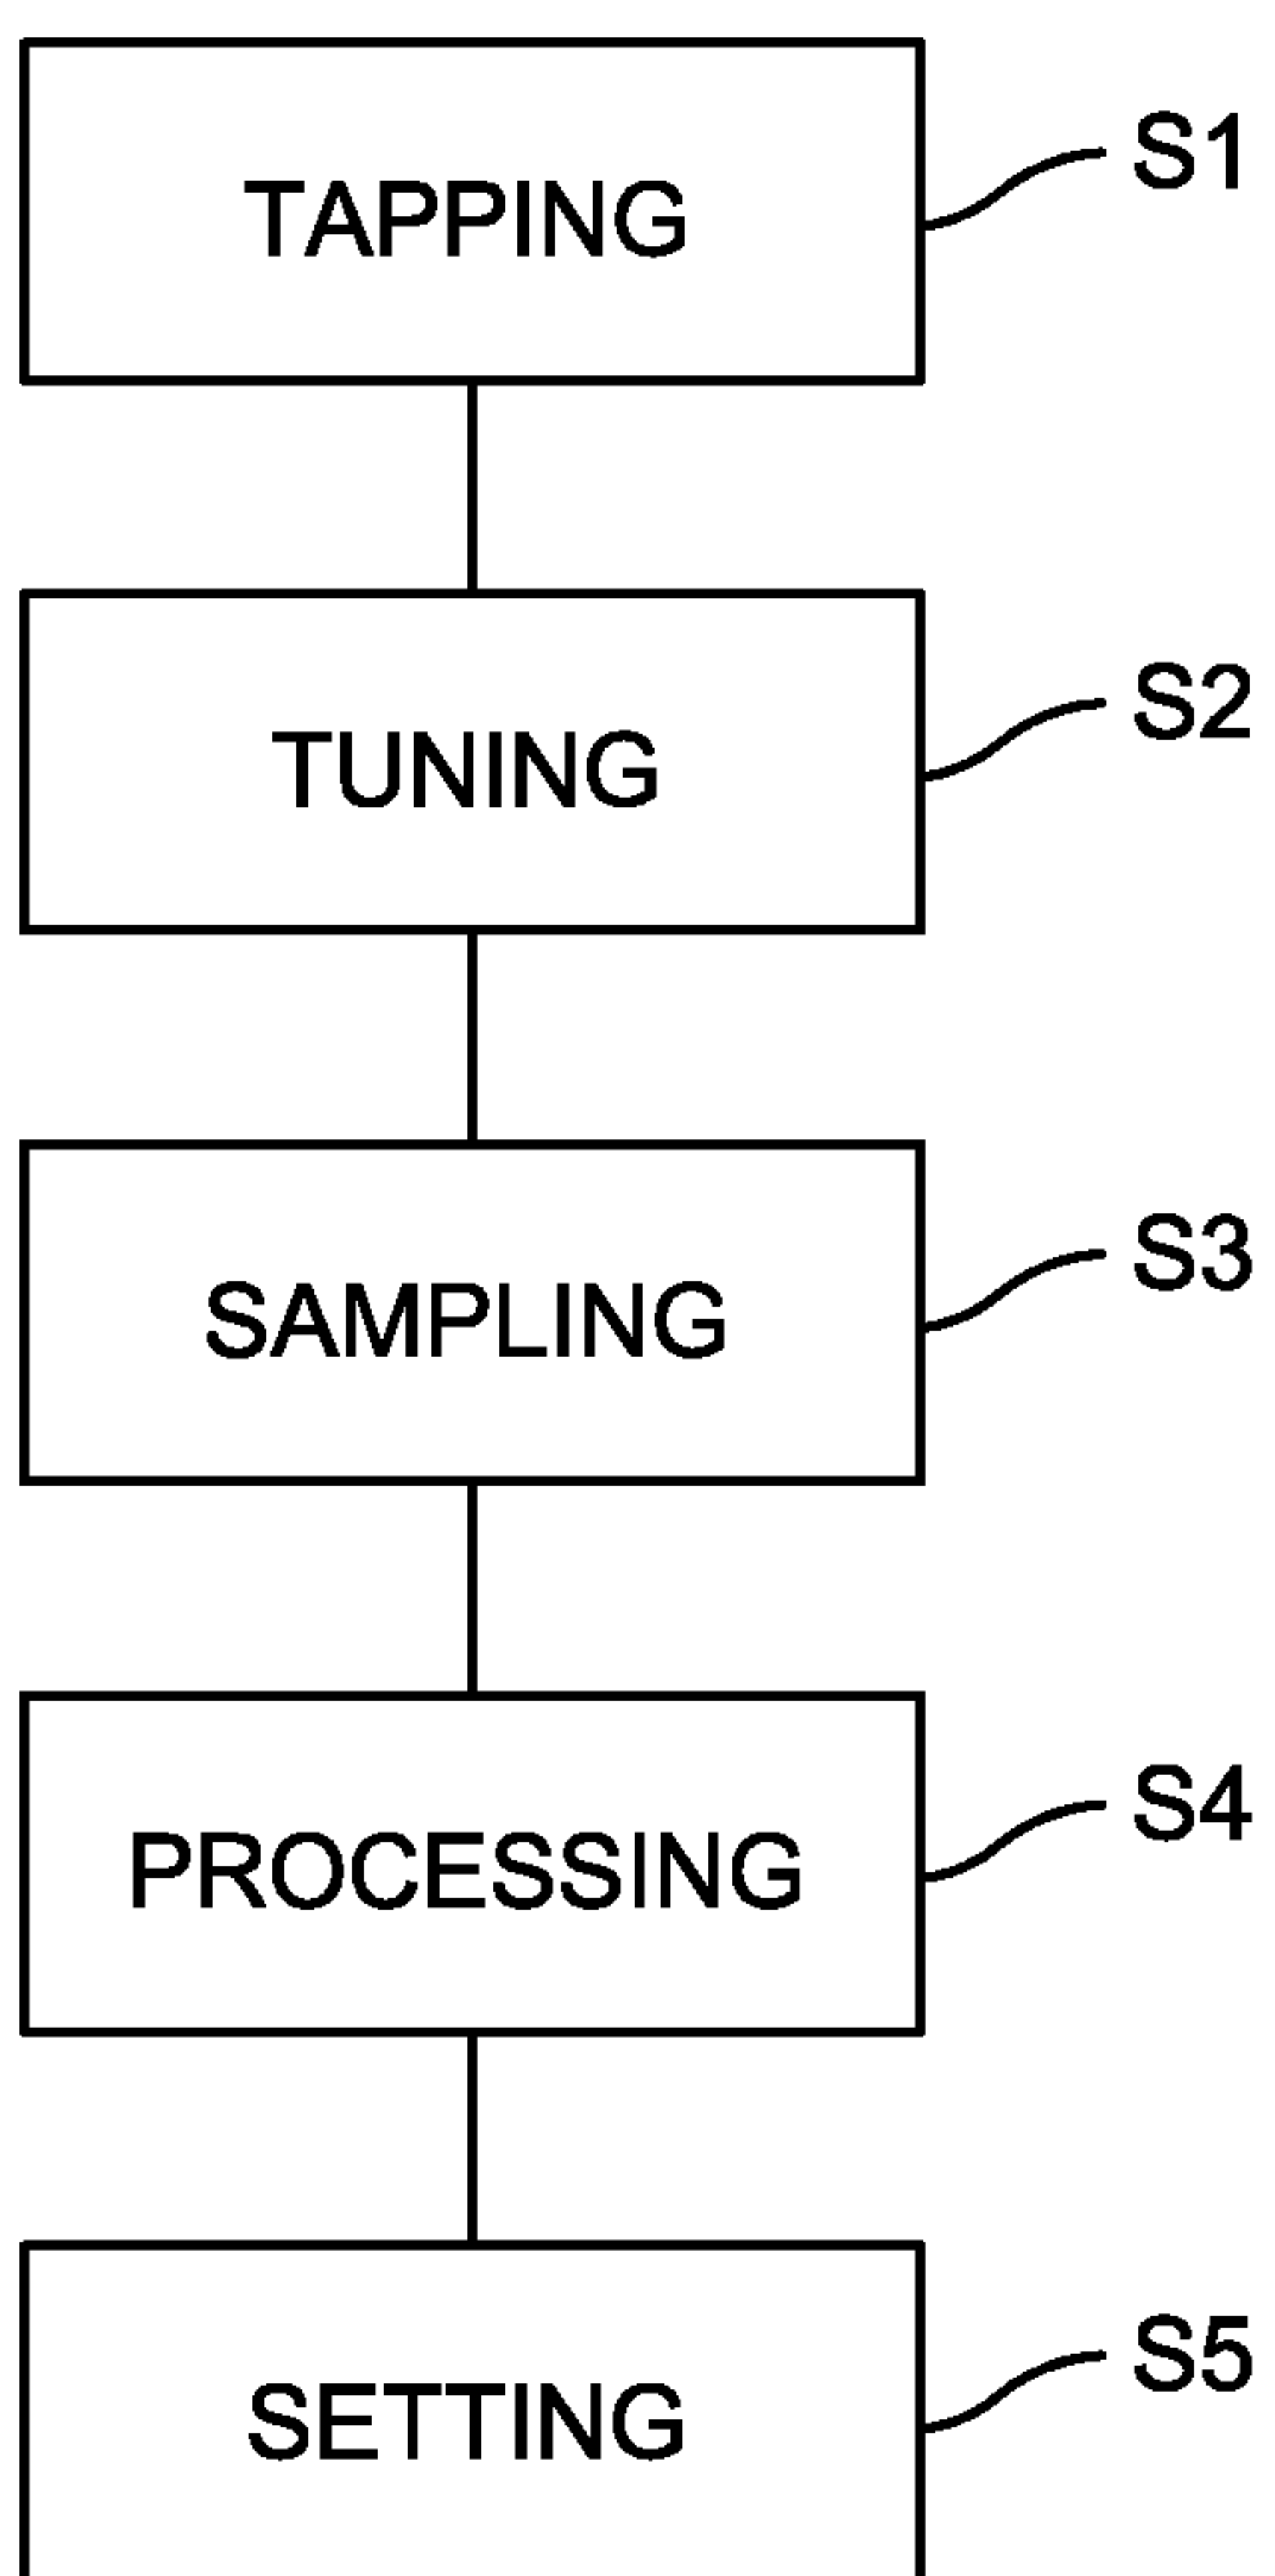 TAPPING
S1
TUNING
S2
SAMPLING
S3
PROCESSING
S4
SETTING
S5